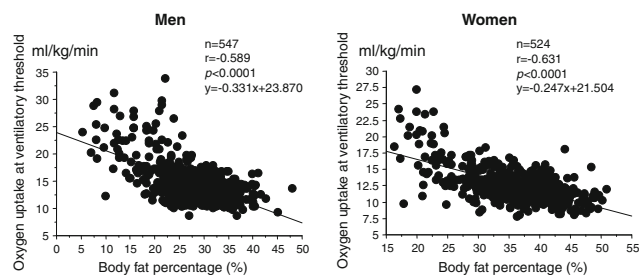 Men
ml/kg/min
n=547
r=-0.589
p<0.0001
y=-0.331x+23.870
Oxygen uptake at ventilatory threshold
35
30
25
20
15
10
5
0 5 10 15 20 25 30 35 40 45 50
Body fat percentage (%)
Women
ml/kg/min
n=524
r=-0.631
p<0.0001
y=-0.247x+21.504
Oxygen uptake at ventilatory threshold
30
27.5
25
22.5
20
17.5
15
12.5
10
7.5
5
15 20 25 30 35 40 45 50 55
Body fat percentage (%)